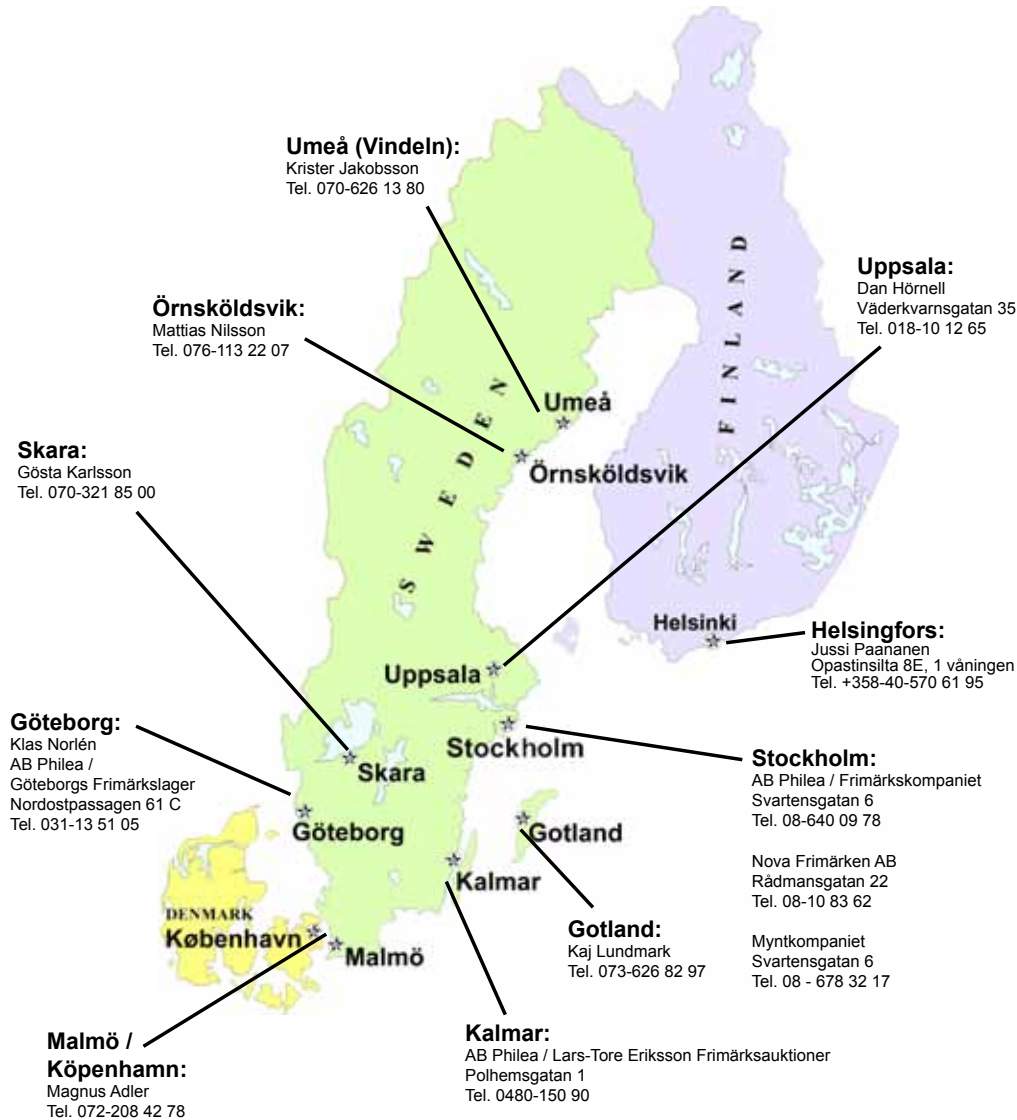 Umeå (Vindeln):
Krister Jakobsson
Tel. 070-626 13 80
Örnsköldsvik:
Mattias Nilsson
Tel. 076-113 22 07
Uppsala:
Dan Hörnell
Väderkvarnsgatan 35
Tel. 018-10 12 65
Skara:
Gösta Karlsson
Tel. 070-321 85 00
SWEDEN
FINLAND
Umeå
Örnsköldsvik
Helsinki
Helsingfors:
Jussi Paananen
Opastinsilta 8E, 1 våningen
Tel. +358-40-570 61 95
Uppsala
Stockholm
Skara
Göteborg
Gotland
Kalmar
DENMARK
København
Malmö
Göteborg:
Klas Norlén
AB Philea /
Göteborgs Frimärkslager
Nordostpassagen 61 C
Tel. 031-13 51 05
Stockholm:
AB Philea / Frimärkskompaniet
Svartensgatan 6
Tel. 08-640 09 78
Nova Frimärken AB
Rådmansgatan 22
Tel. 08-10 83 62
Myntkompaniet
Svartensgatan 6
Tel. 08 - 678 32 17
Gotland:
Kaj Lundmark
Tel. 073-626 82 97
Malmö /
Köpenhamn:
Magnus Adler
Tel. 072-208 42 78
Kalmar:
AB Philea / Lars-Tore Eriksson Frimärksauktioner
Polhemsgatan 1
Tel. 0480-150 90